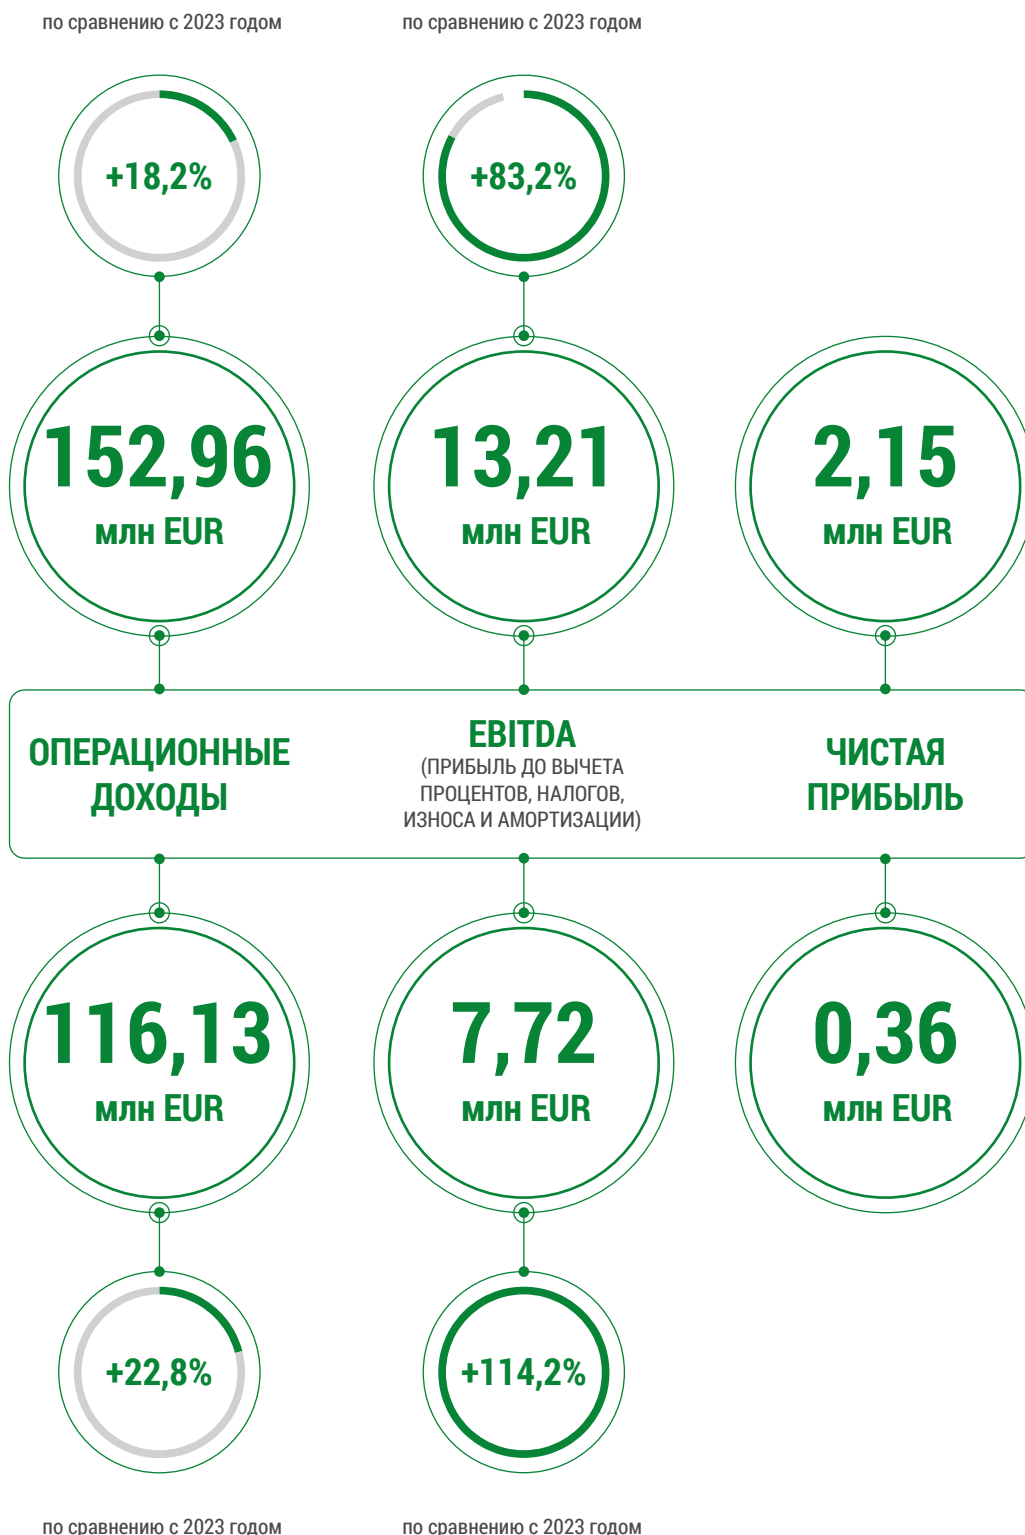 по сравнению с 2023 годом
по сравнению с 2023 годом
+18,2%
+83,2%
152,96
млн EUR
13,21
млн EUR
2,15
млн EUR
ОПЕРАЦИОННЫЕ
ДОХОДЫ
EBITDA
(ПРИБЫЛЬ ДО ВЫЧЕТА
ПРОЦЕНТОВ, НАЛОГОВ,
ИЗНОСА И АМОРТИЗАЦИИ)
ЧИСТАЯ
ПРИБЫЛЬ
116,13
млн EUR
7,72
млн EUR
0,36
млн EUR
+22,8%
+114,2%
по сравнению с 2023 годом
по сравнению с 2023 годом